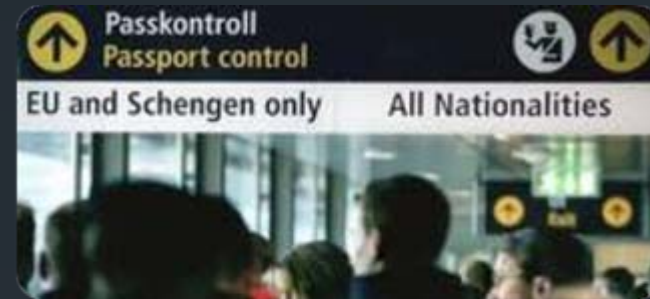 Passkontroll
Passport control
EU and Schengen only
All Nationalities